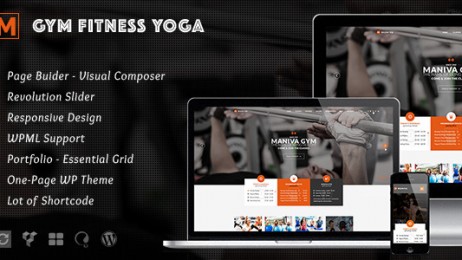 M GYM FITNESS YOGA
Page Buider - Visual Composer
Revolution Slider
Responsive Design
WPML Support
Portfolio - Essential Grid
One-Page WP Theme
Lot of Shortcode
MANIVA GYM
MANIVA GYM